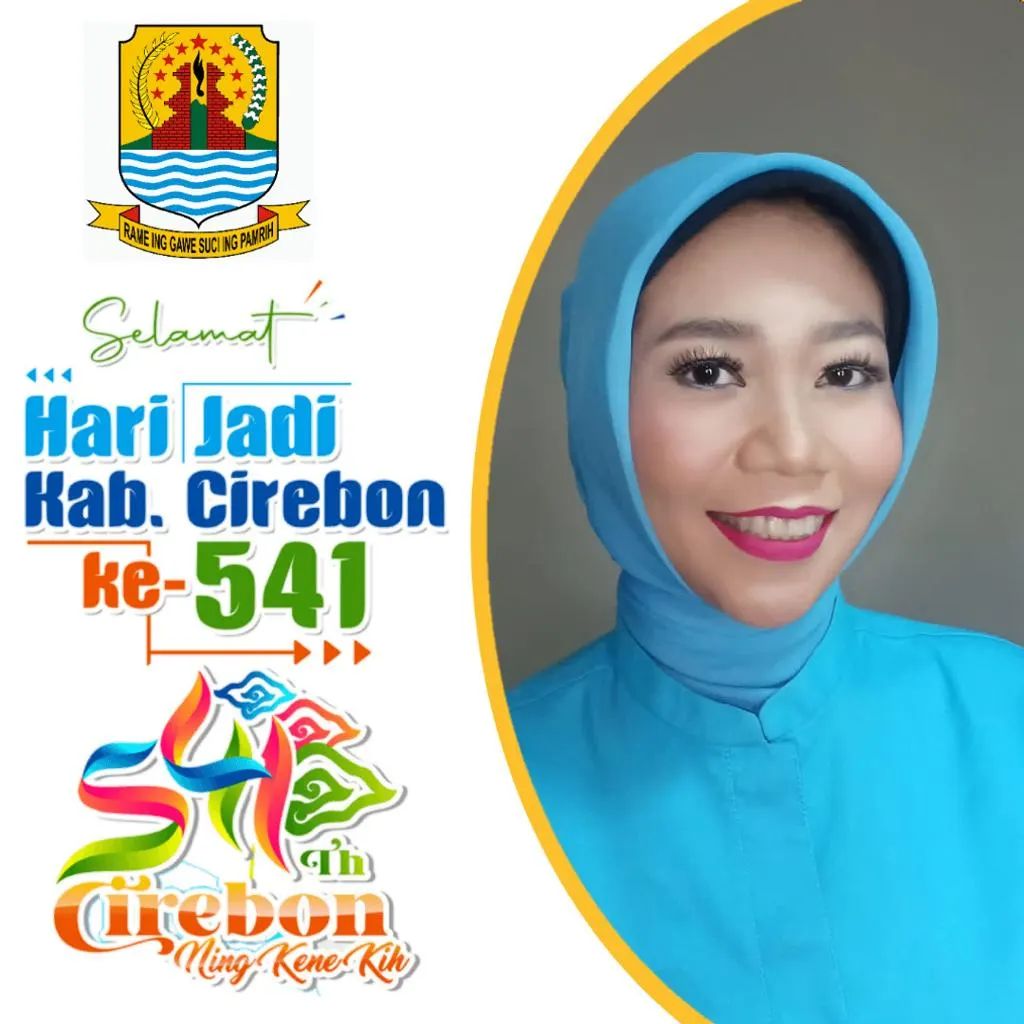 RAME ING GAWE SUCI ING PAMRIH
Selamat
Hari Jadi
Kab. Cirebon
ke-541
541
Th
Cirebon
Ning Kene Kih